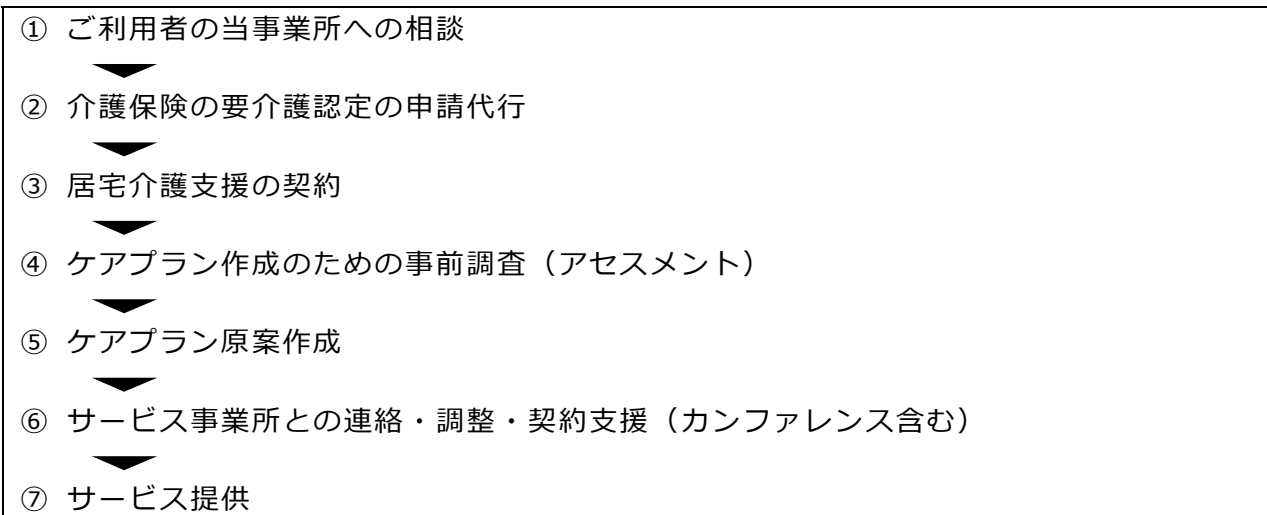 ① ご利用者の当事業所への相談
② 介護保険の要介護認定の申請代行
③ 居宅介護支援の契約
④ ケアプラン作成のための事前調査（アセスメント）
⑤ ケアプラン原案作成
⑥ サービス事業所との連絡・調整・契約支援（カンファレンス含む）
⑦ サービス提供